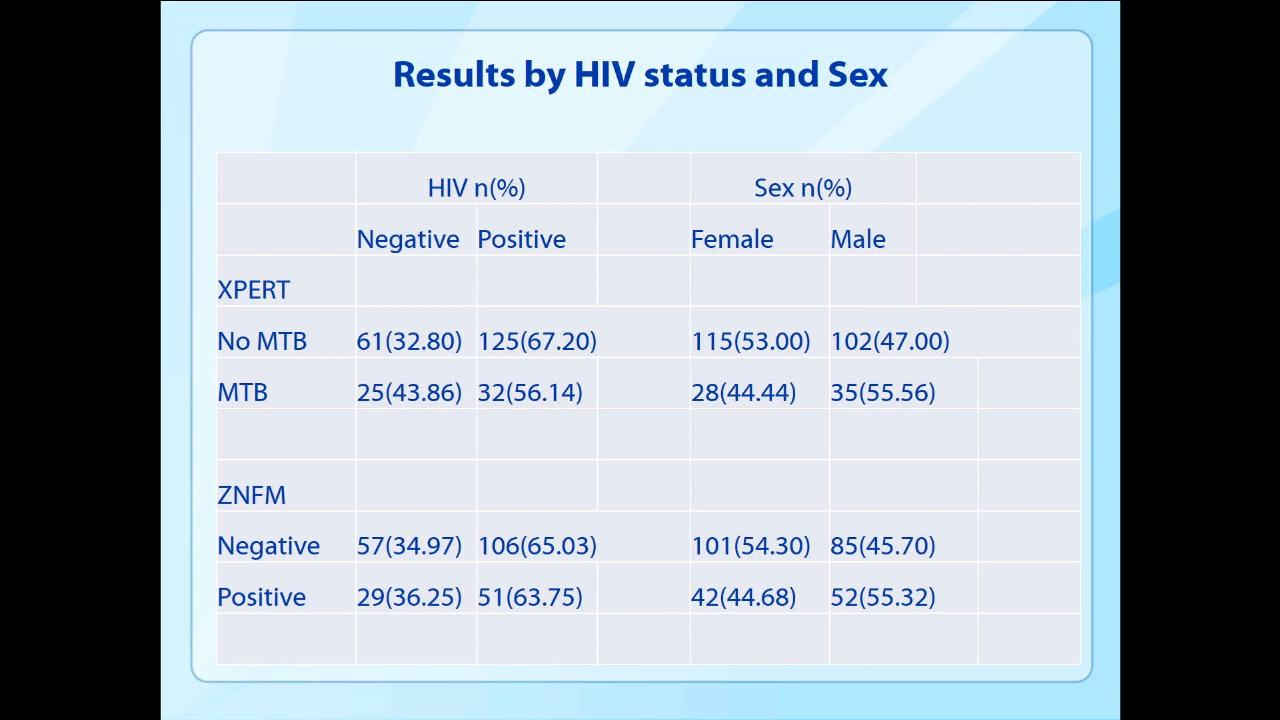 Results by HIV status and Sex
HIV n(%) Sex n(%)
Negative Positive Female Male
XPERT
No MTB 61(32.80) 125(67.20) 115(53.00) 102(47.00)
MTB 25(43.86) 32(56.14) 28(44.44) 35(55.56)
ZNFM
Negative 57(34.97) 106(65.03) 101(54.30) 85(45.70)
Positive 29(36.25) 51(63.75) 42(44.68) 52(55.32)